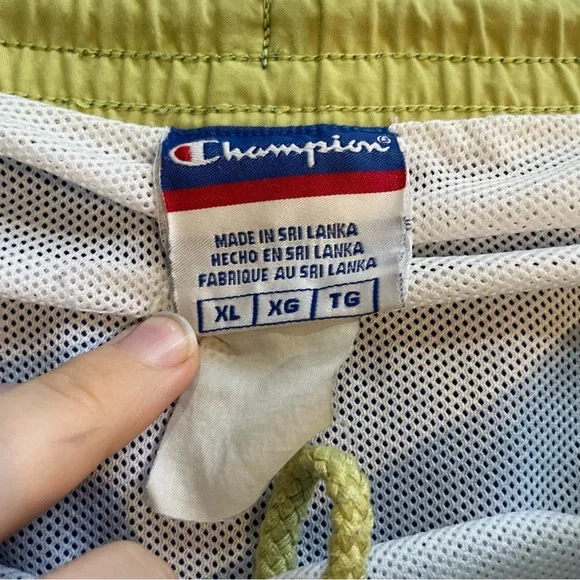 Champion®
MADE IN SRI LANKA
HECHO EN SRI LANKA
FABRIQUE AU SRI LANKA
XL XG TG